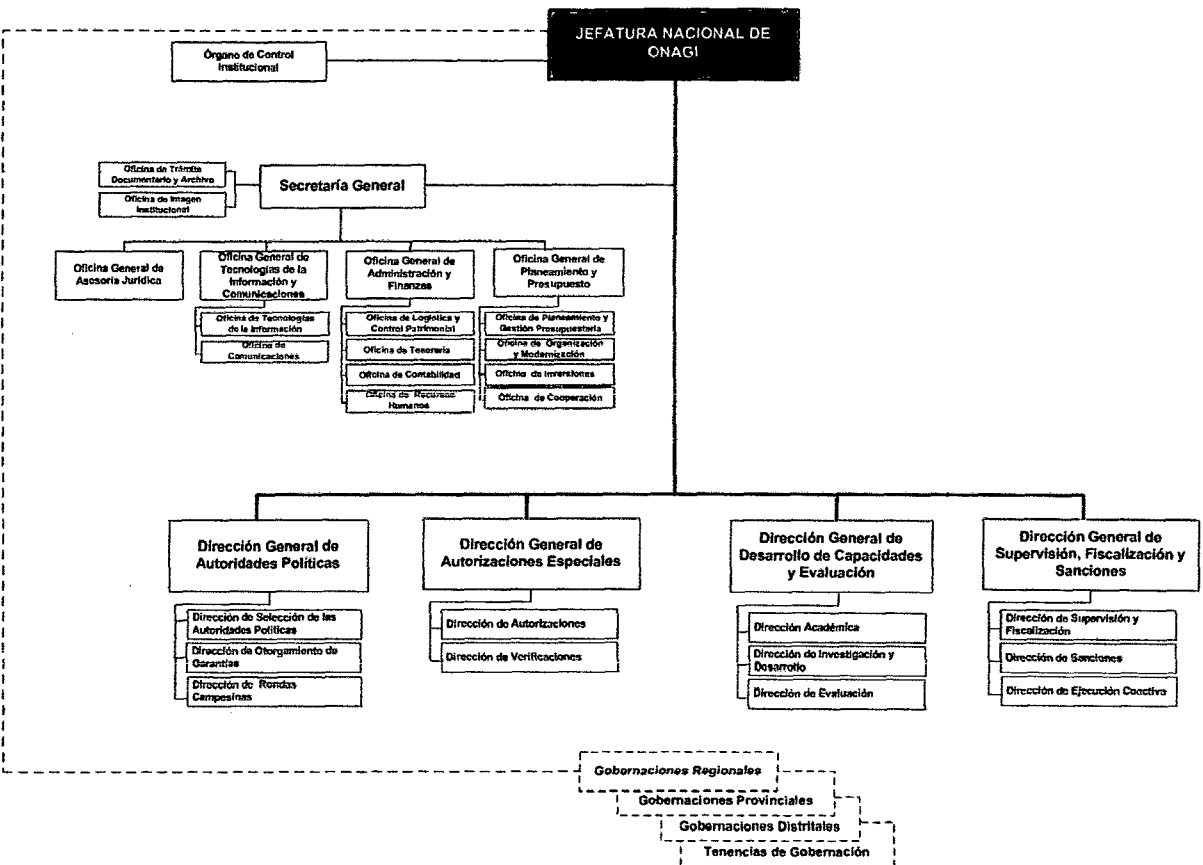 JEFATURA NACIONAL DE
ONAGI
Órgano de Control
Institucional
Oficina de Trámite
Documentario y Archivo
Oficina de Imagen
Institucional
Secretaría General
Oficina General de
Asesoría Jurídica
Oficina General de
Tecnologías de la
Información y
Comunicaciones
Oficina de Tecnologías
de la Información
Oficina de
Comunicaciones
Oficina General de
Administración y
Finanzas
Oficina de Logística y
Control Patrimonial
Oficina de Tesorería
Oficina de Contabilidad
Oficina de Recursos
Humanos
Oficina General de
Planeamiento y
Presupuesto
Oficina de Planeamiento y
Gestión Presupuestaria
Oficina de Organización
y Modernización
Oficina de Inversiones
Oficina de Cooperación
Dirección General de
Autoridades Políticas
Dirección de Selección de las
Autoridades Políticas
Dirección de Otorgamiento de
Garantías
Dirección de Rondas
Campesinas
Dirección General de
Autorizaciones Especiales
Dirección de Autorizaciones
Dirección de Verificaciones
Dirección General de
Desarrollo de Capacidades
y Evaluación
Dirección Académica
Dirección de Investigación y
Desarrollo
Dirección de Evaluación
Dirección General de
Supervisión, Fiscalización y
Sanciones
Dirección de Supervisión y
Fiscalización
Dirección de Sanciones
Dirección de Ejecución Coactiva
Gobernaciones Regionales
Gobernaciones Provinciales
Gobernaciones Distritales
Tenencias de Gobernación